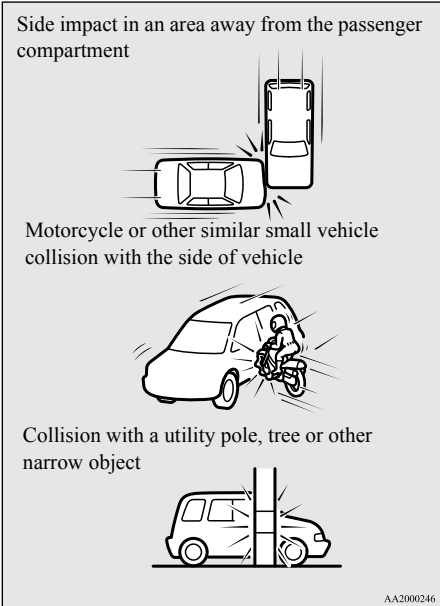 Side impact in an area away from the passenger
compartment
Motorcycle or other similar small vehicle
collision with the side of vehicle
Collision with a utility pole, tree or other
narrow object
AA2000246